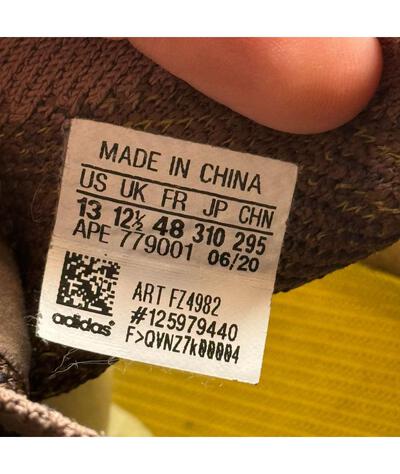 MADE IN CHINA
US UK FR JP CHN
13 12½ 48 310 295
APE 779001 06/20
ART FZ4982
#125979440
adidas